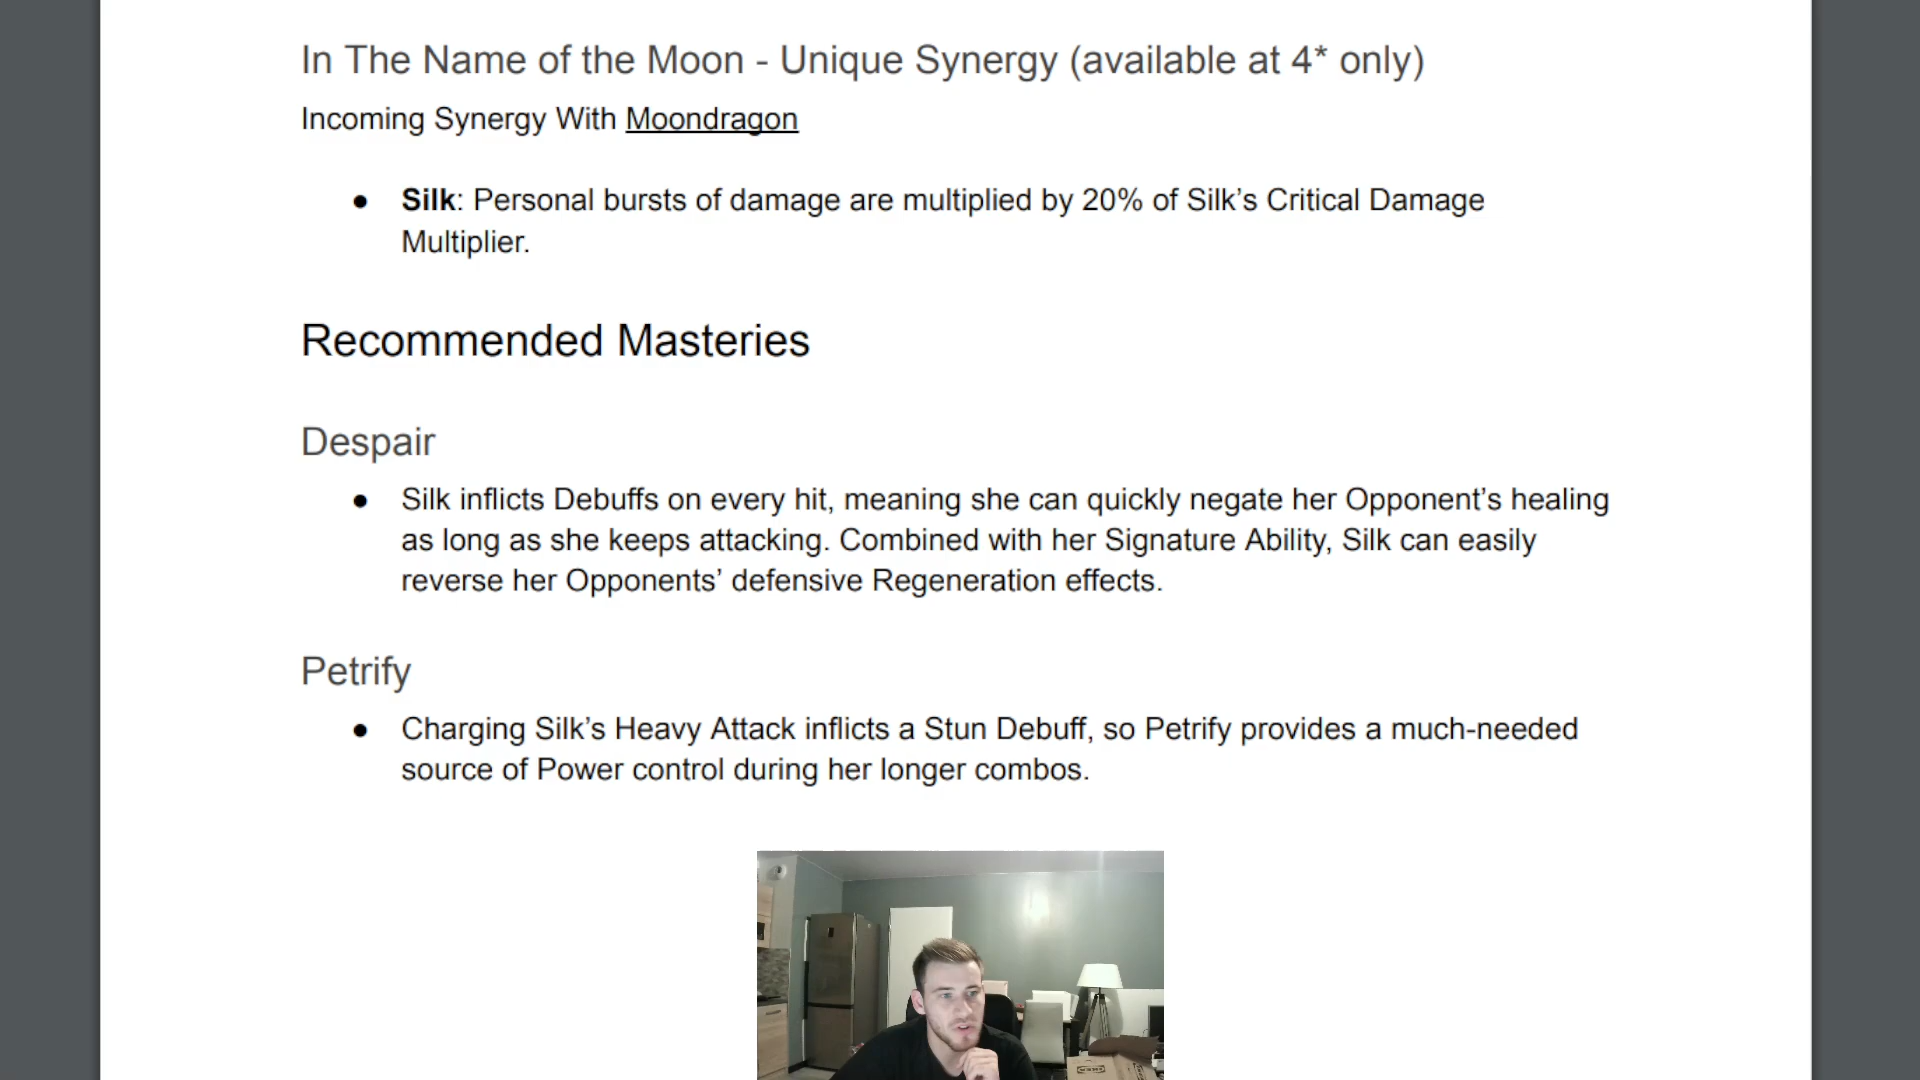 In The Name of the Moon - Unique Synergy (available at 4* only)
Incoming Synergy With Moondragon
● Silk: Personal bursts of damage are multiplied by 20% of Silk’s Critical Damage
Multiplier.
Recommended Masteries
Despair
● Silk inflicts Debuffs on every hit, meaning she can quickly negate her Opponent’s healing
as long as she keeps attacking. Combined with her Signature Ability, Silk can easily
reverse her Opponents’ defensive Regeneration effects.
Petrify
● Charging Silk’s Heavy Attack inflicts a Stun Debuff, so Petrify provides a much-needed
source of Power control during her longer combos.